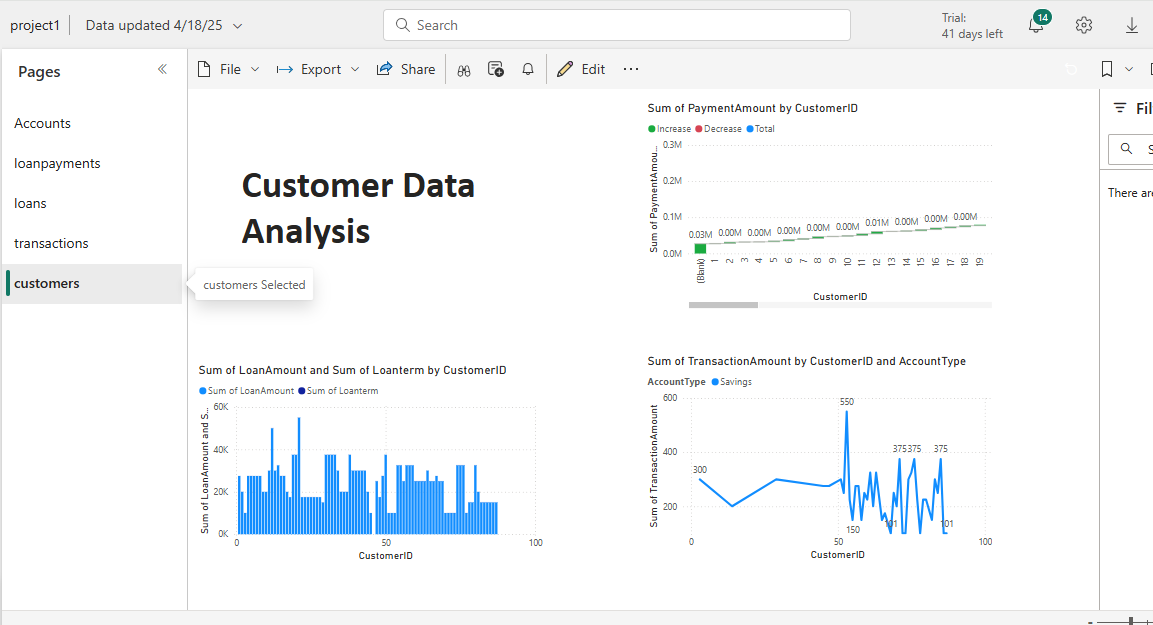 project1
Data updated 4/18/25
Search
Trial:
41 days left
14
Pages
File
Export
Share
Edit
Accounts
loanpayments
loans
transactions
customers
customers Selected
Customer Data
Analysis
Sum of PaymentAmount by CustomerID
Increase Decrease Total
Sum of PaymentAmou...
0.3M
0.2M
0.1M
0.0M
0.03M 0.00M 0.00M 0.00M 0.00M 0.00M 0.01M 0.00M 0.00M 0.00M
(Blank) 1 2 3 4 5 6 7 8 9 10 11 12 13 14 15 16 17 18 19
CustomerID
Fil
S
There are
Sum of LoanAmount and Sum of Loanterm by CustomerID
Sum of LoanAmount Sum of Loanterm
Sum of LoanAmount and S...
60K
40K
20K
0K
0 50 100
CustomerID
Sum of TransactionAmount by CustomerID and AccountType
AccountType Savings
Sum of TransactionAmount
600
400
200
300
550
150
375 375 375
101
0 50 100
CustomerID